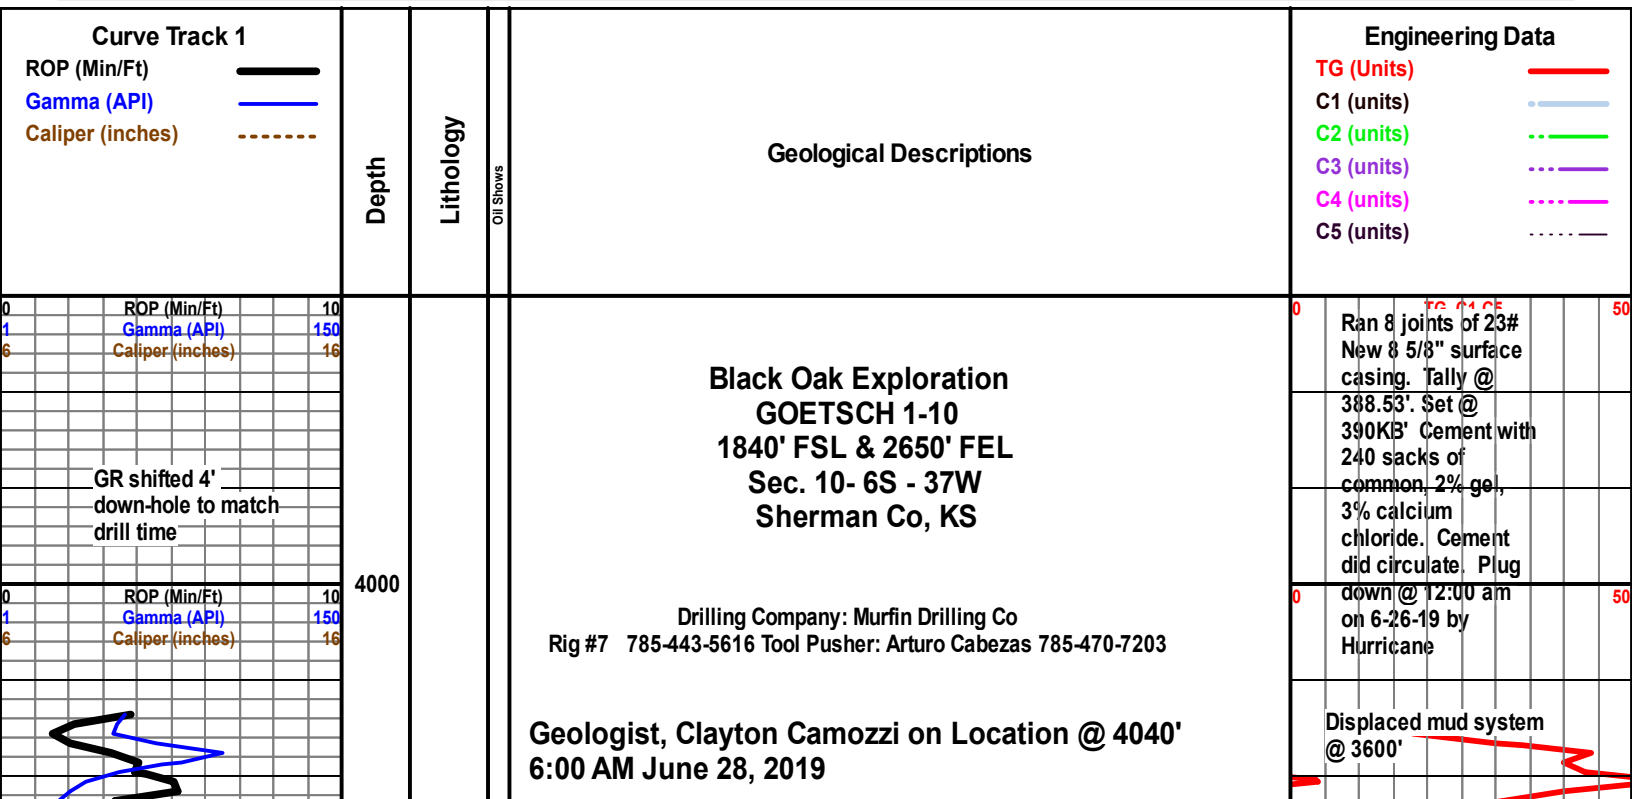 Curve Track 1
ROP (Min/Ft)
Gamma (API)
Caliper (inches)
Depth
Lithology
Oil Shows
Geological Descriptions
Engineering Data
TG (Units)
C1 (units)
C2 (units)
C3 (units)
C4 (units)
C5 (units)
0 ROP (Min/Ft) 10
1 Gamma (API) 150
6 Caliper (inches) 16
GR shifted 4'
down-hole to match
drill time
4000
0 ROP (Min/Ft) 10
1 Gamma (API) 150
6 Caliper (inches) 16
Black Oak Exploration
GOETSCH 1-10
1840' FSL & 2650' FEL
Sec. 10- 6S - 37W
Sherman Co, KS
Drilling Company: Murfin Drilling Co
Rig #7 785-443-5616 Tool Pusher: Arturo Cabezas 785-470-7203
Geologist, Clayton Camozzi on Location @ 4040'
6:00 AM June 28, 2019
0 TG, C1-C5 50
Ran 8 joints of 23#
New 8 5/8" surface
casing. Tally @
388.53'. Set @
390KB' Cement with
240 sacks of
common, 2% gel,
3% calcium
chloride. Cement
did circulate. Plug
down @ 12:00 am
on 6-26-19 by
Hurricane
0 50
Displaced mud system
@ 3600'